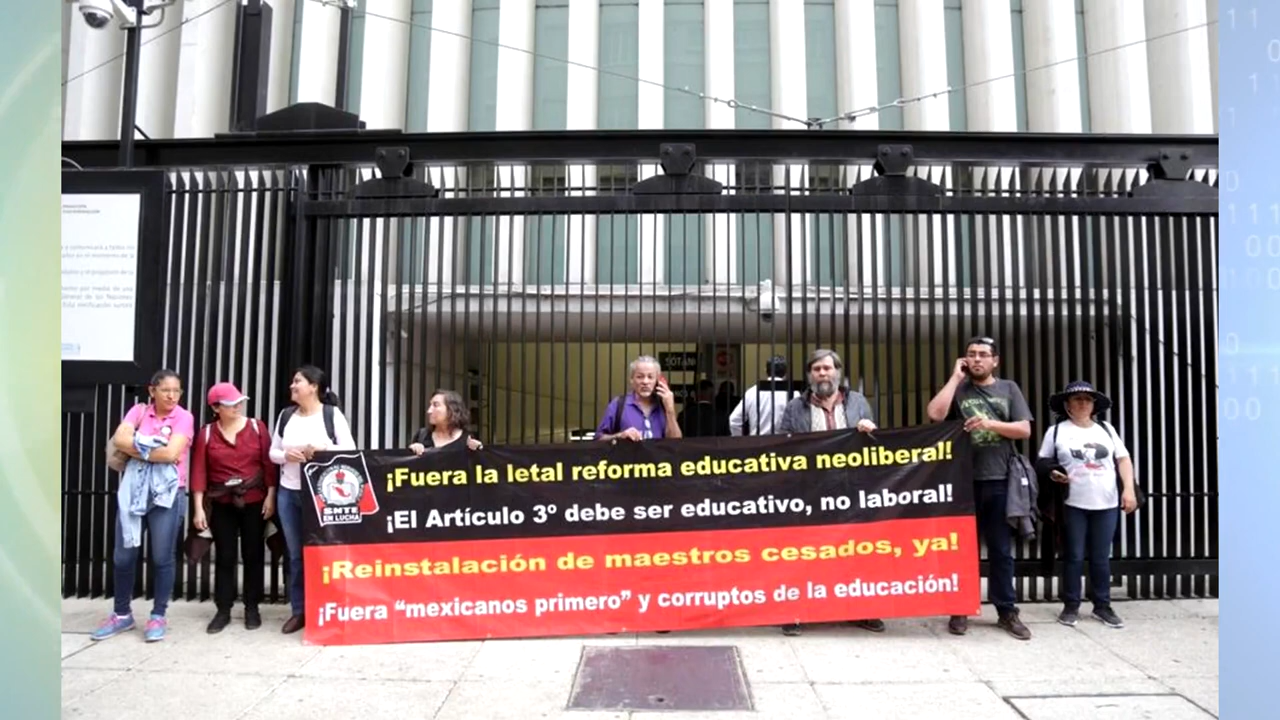 ¡Fuera la letal reforma educativa neoliberal!
¡El Artículo 3º debe ser educativo, no laboral!
¡Reinstalación de maestros cesados, ya!
¡Fuera “mexicanos primero” y corruptos de la educación!
SNTE
EN LUCHA